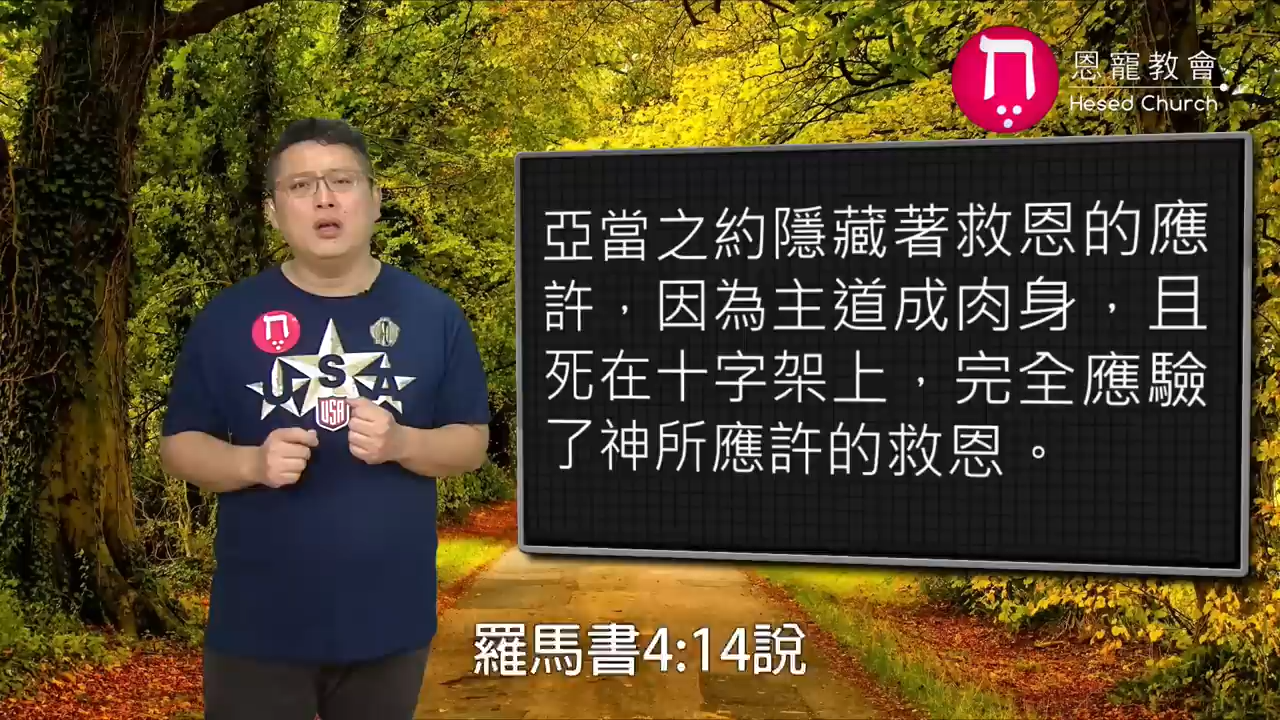 恩寵教會
Hesed Church
亞當之約隱藏著救恩的應
許，因為主道成肉身，且
死在十字架上，完全應驗
了神所應許的救恩。
USA
USA
羅馬書4:14說